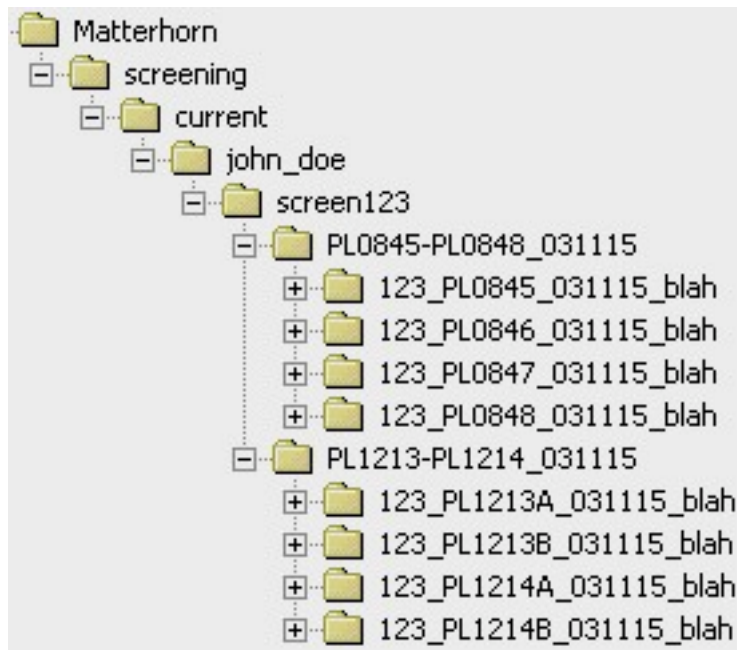 Matterhorn
screening
current
john_doe
screen123
PL0845-PL0848_031115
123_PL0845_031115_blah
123_PL0846_031115_blah
123_PL0847_031115_blah
123_PL0848_031115_blah
PL1213-PL1214_031115
123_PL1213A_031115_blah
123_PL1213B_031115_blah
123_PL1214A_031115_blah
123_PL1214B_031115_blah